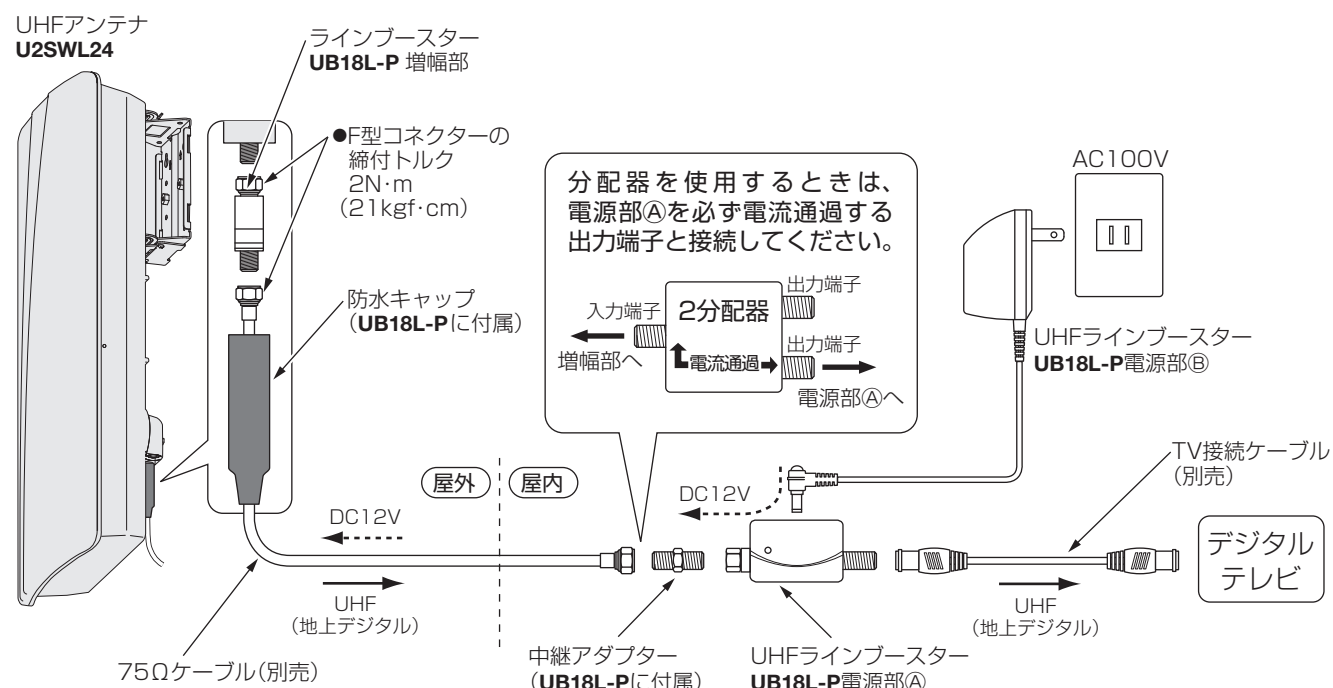 UHFアンテナ
U2SWL24
ラインブースター
UB18L-P 増幅部
●F型コネクターの
締付トルク
2N·m
（21kgf·cm）
防水キャップ
（UB18L-Pに付属）
分配器を使用するときは、
電源部Ⓐを必ず電流通過する
出力端子と接続してください。
入力端子
2分配器
出力端子
増幅部へ
電流通過
出力端子
電源部Ⓐへ
AC100V
UHFラインブースター
UB18L-P電源部Ⓑ
屋外
屋内
DC12V
DC12V
TV接続ケーブル
（別売）
デジタル
テレビ
UHF
（地上デジタル）
UHF
（地上デジタル）
75Ωケーブル（別売）
中継アダプター
（UB18L-Pに付属）
UHFラインブースター
UB18L-P電源部Ⓐ